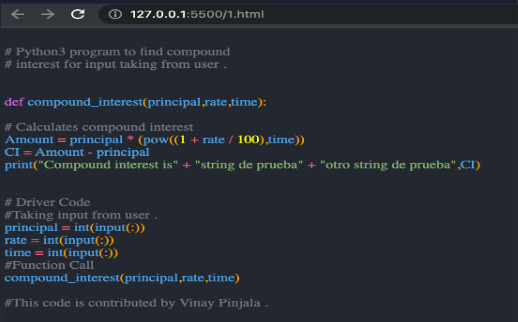 127.0.0.1:5500/1.html
# Python3 program to find compound
# interest for input taking from user .
def compound_interest(principal,rate,time):
# Calculates compound interest
Amount = principal * (pow((1 + rate / 100),time))
CI = Amount - principal
print("Compound interest is" + "string de prueba" + "otro string de prueba",CI)
# Driver Code
#Taking input from user .
principal = int(input(:))
rate = int(input(:))
time = int(input(:))
#Function Call
compound_interest(principal,rate,time)
#This code is contributed by Vinay Pinjala .